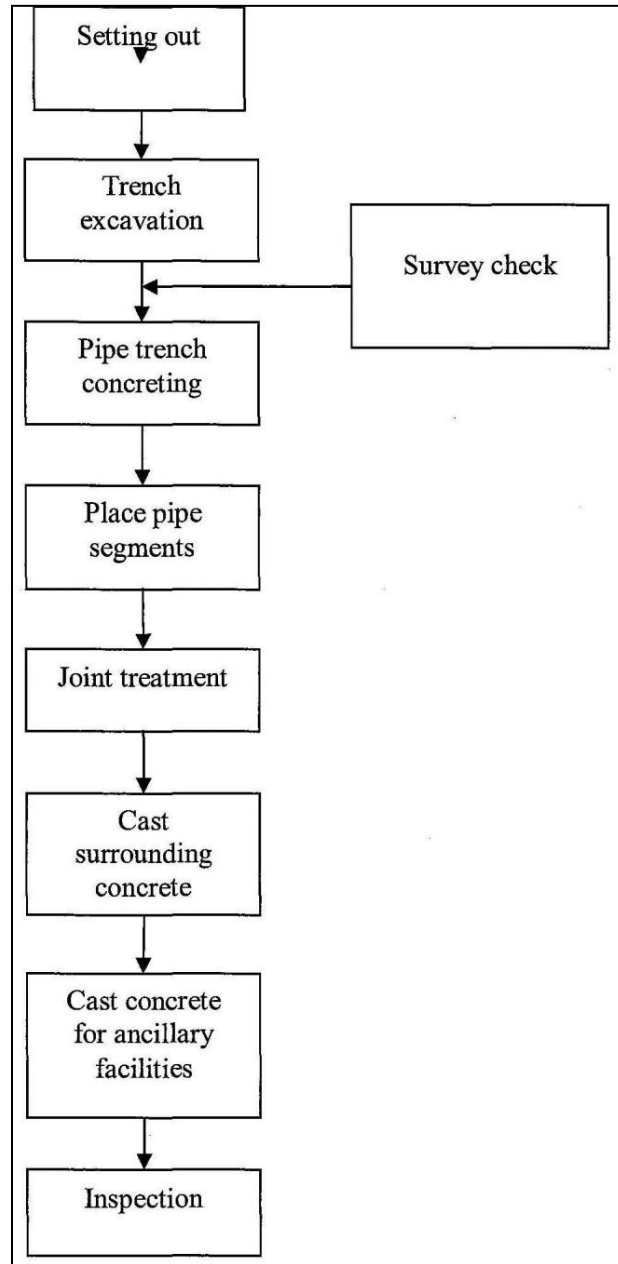 Setting out
Trench
excavation
Survey check
Pipe trench
concreting
Place pipe
segments
Joint treatment
Cast
surrounding
concrete
Cast concrete
for ancillary
facilities
Inspection